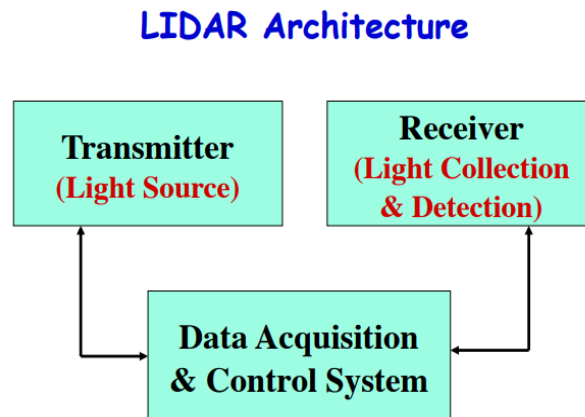 LIDAR Architecture
Transmitter
(Light Source)
Receiver
(Light Collection
& Detection)
Data Acquisition
& Control System